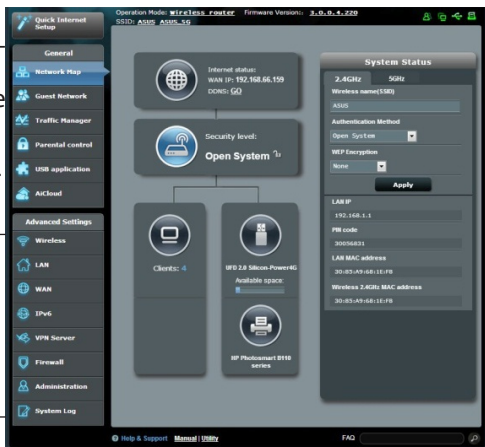 Quick Internet
Setup
Operation Mode: Wireless router Firmware Version: 3.0.0.4.220
SSID: ASUS ASUS_5G
General
Network Map
Guest Network
Traffic Manager
Parental control
USB application
AiCloud
Advanced Settings
Wireless
LAN
WAN
IPv6
VPN Server
Firewall
Administration
System Log
Internet status:
WAN IP: 192.168.66.159
DDNS: GO
Security level:
Open System
Clients: 4
UFD 2.0 Silicon-Power4G
Available space:
HP Photosmart B110
series
System Status
2.4GHz 5GHz
Wireless name(SSID)
ASUS
Authentication Method
Open System
WEP Encryption
None
Apply
LAN IP
192.168.1.1
PIN code
30056831
LAN MAC address
30:85:A9:68:1E:F8
Wireless 2.4GHz MAC address
30:85:A9:68:1E:F8
Help & Support Manual | Utility FAQ